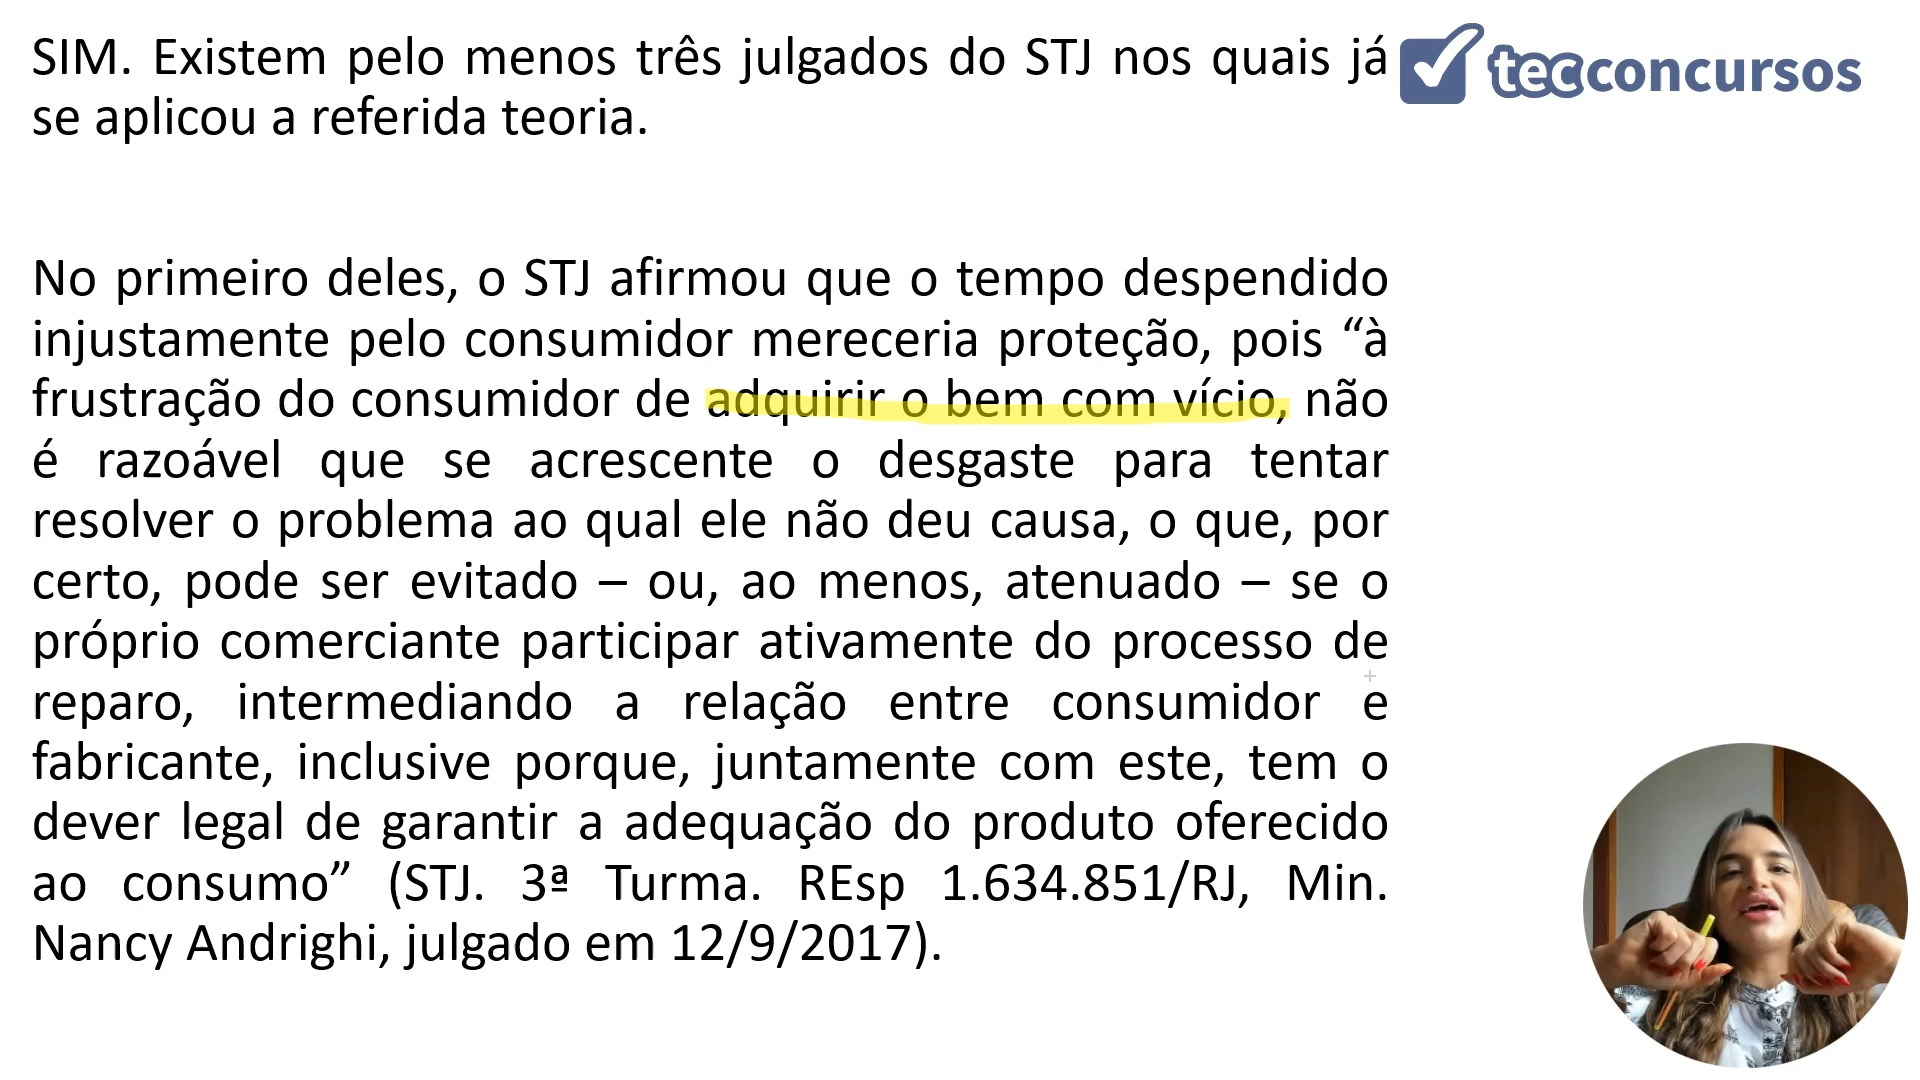 SIM. Existem pelo menos três julgados do STJ nos quais já
se aplicou a referida teoria.
tecconcursos
No primeiro deles, o STJ afirmou que o tempo despendido
injustamente pelo consumidor mereceria proteção, pois “à
frustração do consumidor de adquirir o bem com vício, não
é razoável que se acrescente o desgaste para tentar
resolver o problema ao qual ele não deu causa, o que, por
certo, pode ser evitado – ou, ao menos, atenuado – se o
próprio comerciante participar ativamente do processo de
reparo, intermediando a relação entre consumidor e
fabricante, inclusive porque, juntamente com este, tem o
dever legal de garantir a adequação do produto oferecido
ao consumo” (STJ. 3ª Turma. REsp 1.634.851/RJ, Min.
Nancy Andrighi, julgado em 12/9/2017).